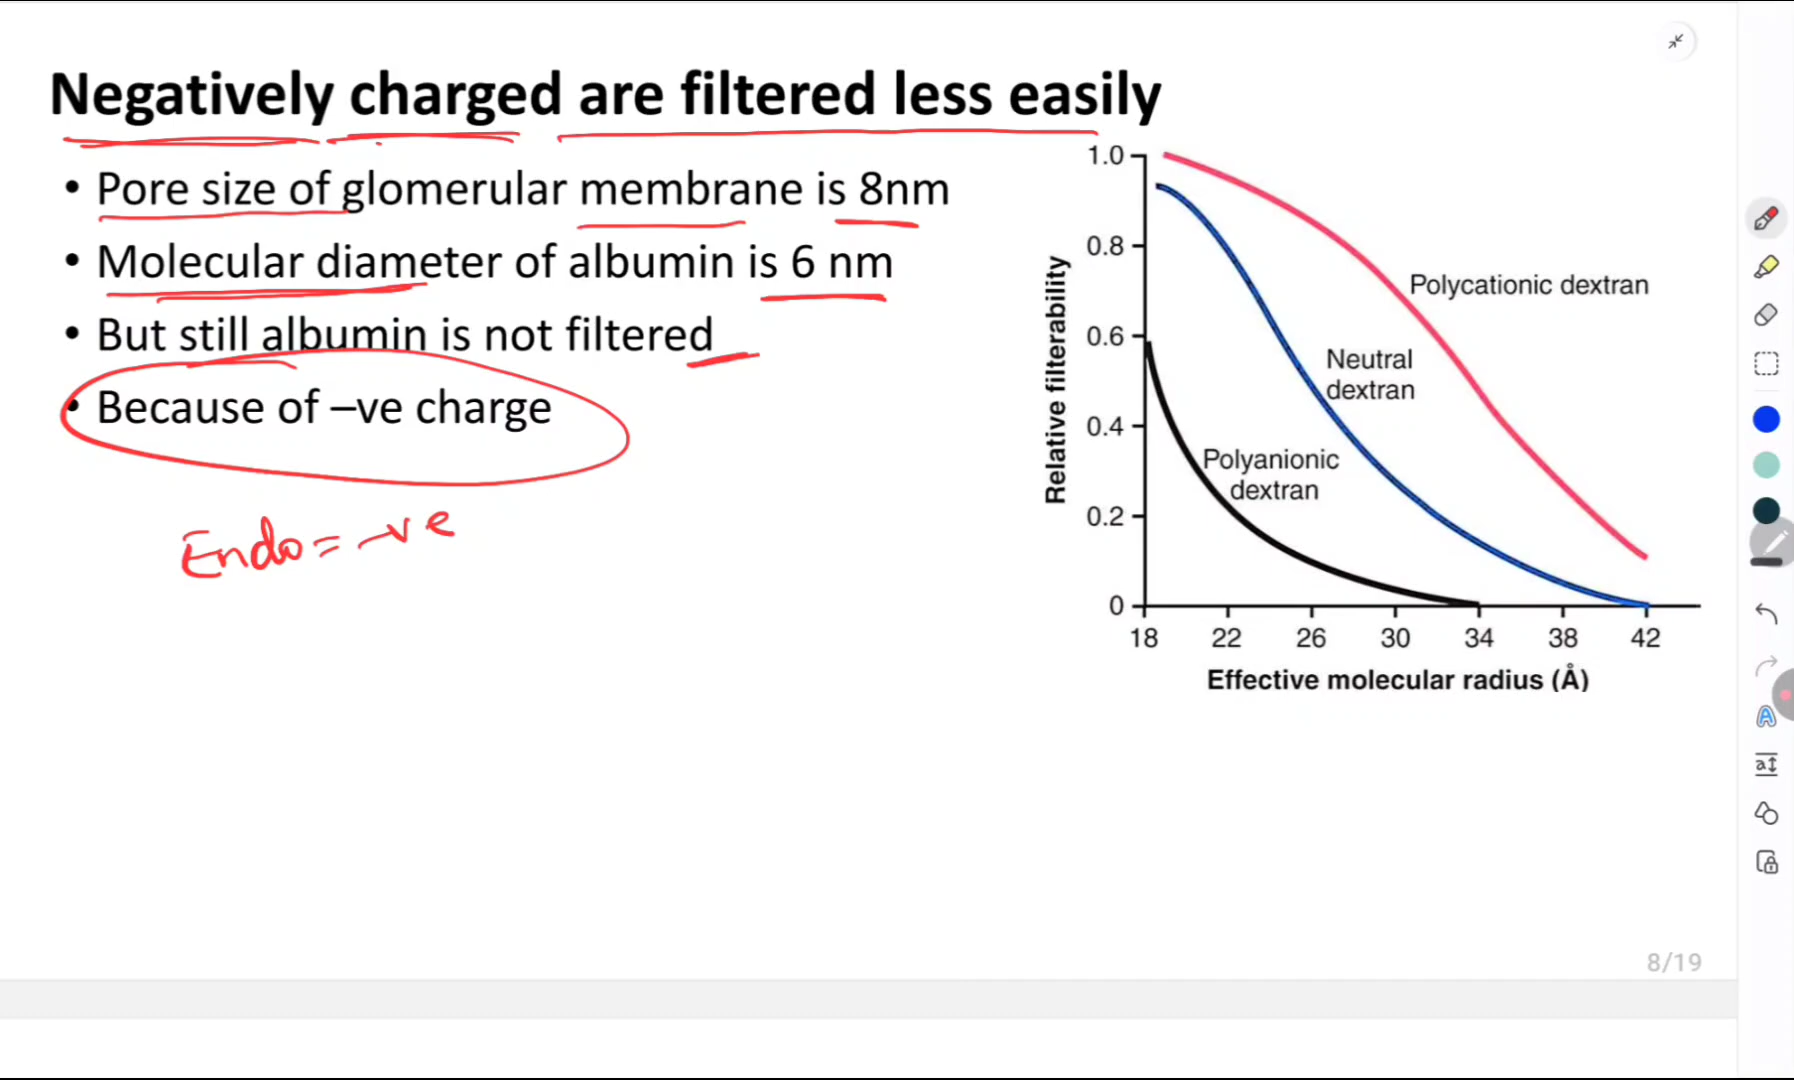 Negatively charged are filtered less easily
• Pore size of glomerular membrane is 8nm
• Molecular diameter of albumin is 6 nm
• But still albumin is not filtered
• Because of –ve charge
Endo = -ve
1.0
0.8
0.6
0.4
0.2
0
Relative filterability
Polycationic dextran
Neutral
dextran
Polyanionic
dextran
18 22 26 30 34 38 42
Effective molecular radius (Å)
8/19